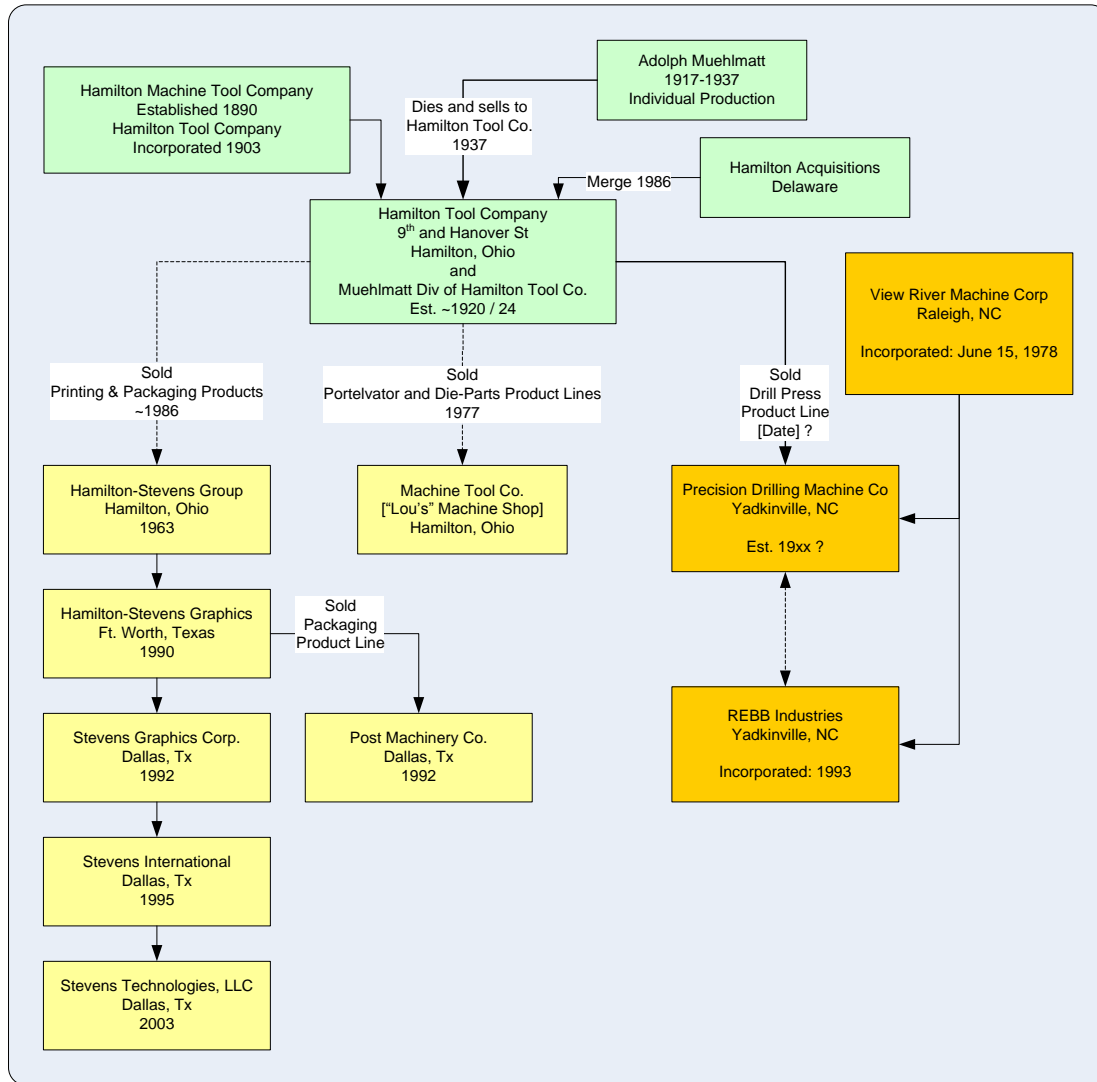 Hamilton Machine Tool Company
Established 1890
Hamilton Tool Company
Incorporated 1903
Adolph Muehlmatt
1917-1937
Individual Production
Dies and sells to
Hamilton Tool Co.
1937
Hamilton Acquisitions
Delaware
Merge 1986
Hamilton Tool Company
9th and Hanover St
Hamilton, Ohio
and
Muehlmatt Div of Hamilton Tool Co.
Est. ~1920 / 24
View River Machine Corp
Raleigh, NC
Incorporated: June 15, 1978
Sold
Printing & Packaging Products
~1986
Sold
Portelvator and Die-Parts Product Lines
1977
Sold
Drill Press
Product Line
[Date] ?
Hamilton-Stevens Group
Hamilton, Ohio
1963
Machine Tool Co.
["Lou's" Machine Shop]
Hamilton, Ohio
Precision Drilling Machine Co
Yadkinville, NC
Est. 19xx ?
Hamilton-Stevens Graphics
Ft. Worth, Texas
1990
Sold
Packaging
Product Line
Stevens Graphics Corp.
Dallas, Tx
1992
Post Machinery Co.
Dallas, Tx
1992
REBB Industries
Yadkinville, NC
Incorporated: 1993
Stevens International
Dallas, Tx
1995
Stevens Technologies, LLC
Dallas, Tx
2003